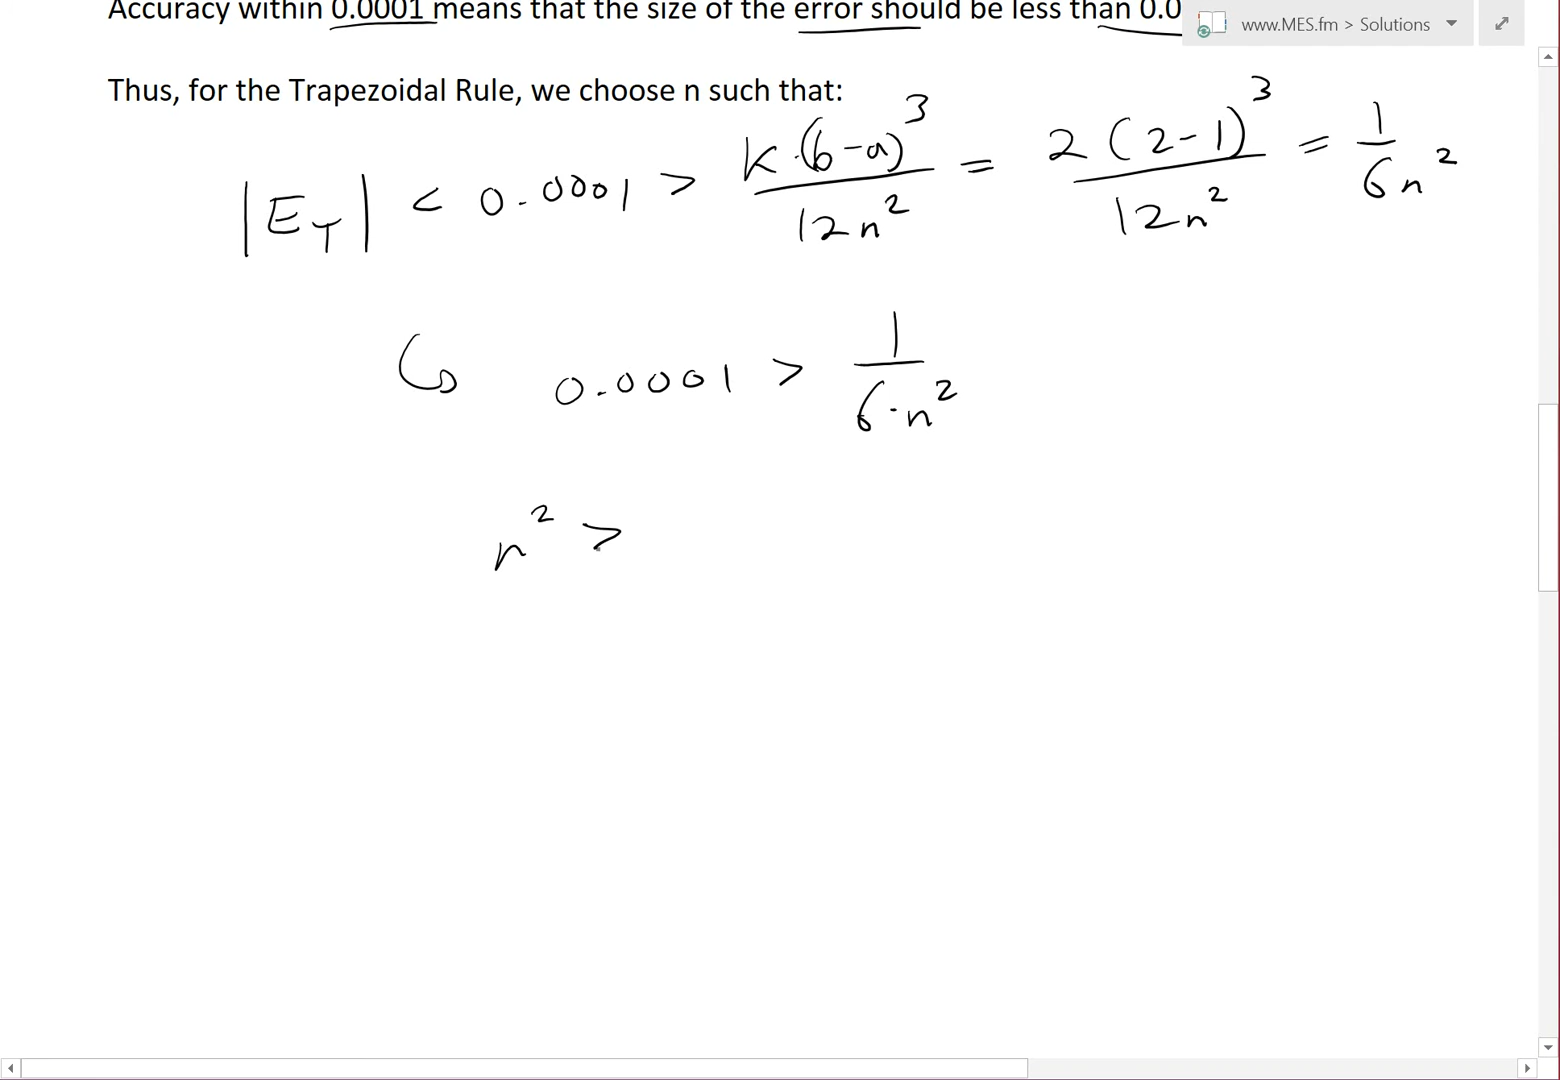 Accuracy within 0.0001 means that the size of the error should be less than 0.0
www.MES.fm > Solutions
Thus, for the Trapezoidal Rule, we choose n such that:
|E_T| < 0.0001 > K·(b-a)^3 / 12n^2 = 2(2-1)^3 / 12n^2 = 1 / 6n^2
↳ 0.0001 > 1 / 6·n^2
n^2 >